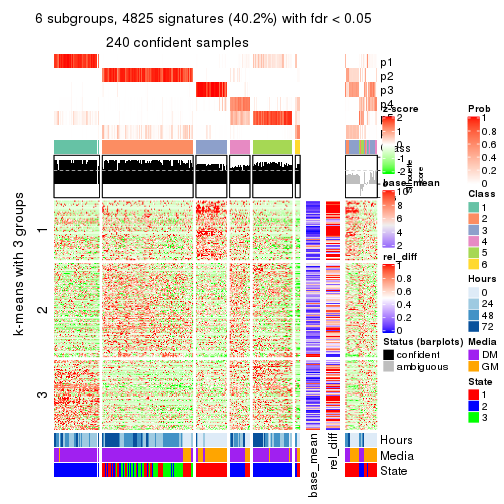 6 subgroups, 4825 signatures (40.2%) with fdr < 0.05
240 confident samples
p1
p2
p3
p4
k-means with 3 groups
1
2
3
base_mean
rel_diff
Hours
Media
State
z-score
2
1
0
-1
-2
base_mean
10
8
6
4
2
rel_diff
1
0.8
0.6
0.4
0.2
0
Status (barplots)
confident
ambiguous
Silhouette
score
Prob
1
0.8
0.6
0.4
0.2
0
Class
1
2
3
4
5
6
Hours
0
24
48
72
Media
DM
GM
State
1
2
3